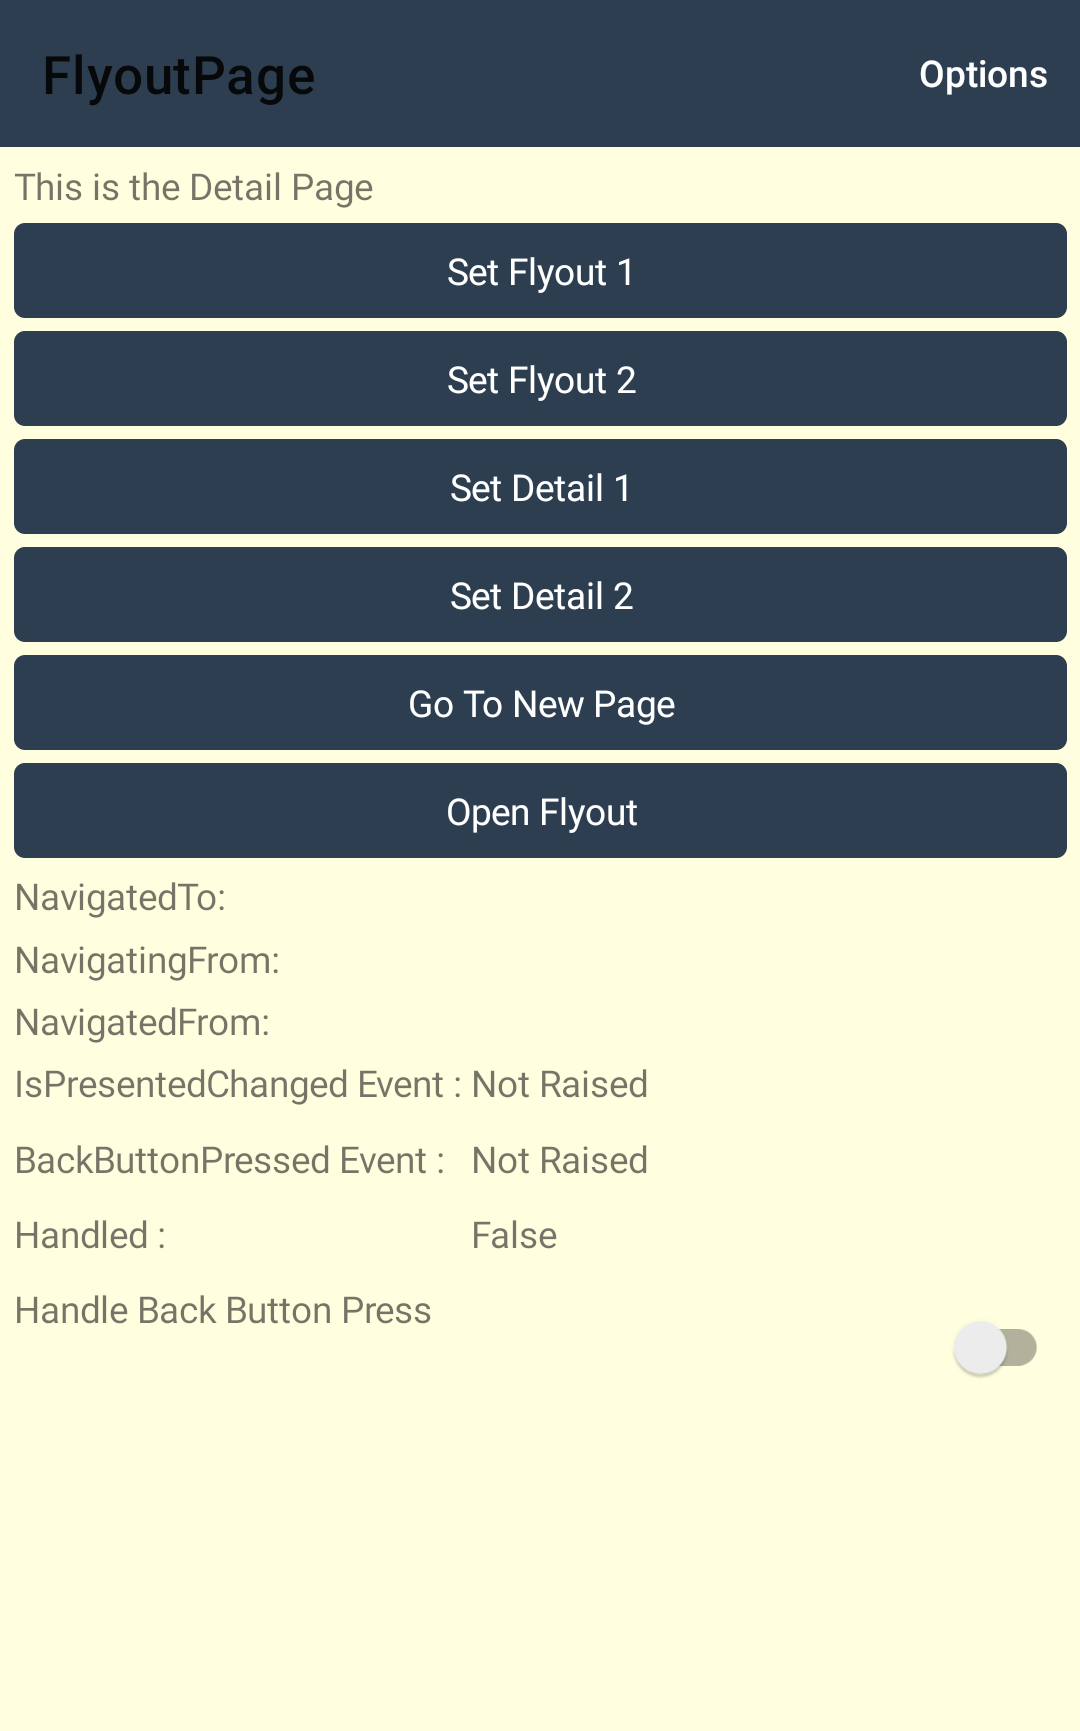 FlyoutPage Options
This is the Detail Page
Set Flyout 1
Set Flyout 2
Set Detail 1
Set Detail 2
Go To New Page
Open Flyout
NavigatedTo:
NavigatingFrom:
NavigatedFrom:
IsPresentedChanged Event : Not Raised
BackButtonPressed Event : Not Raised
Handled : False
Handle Back Button Press